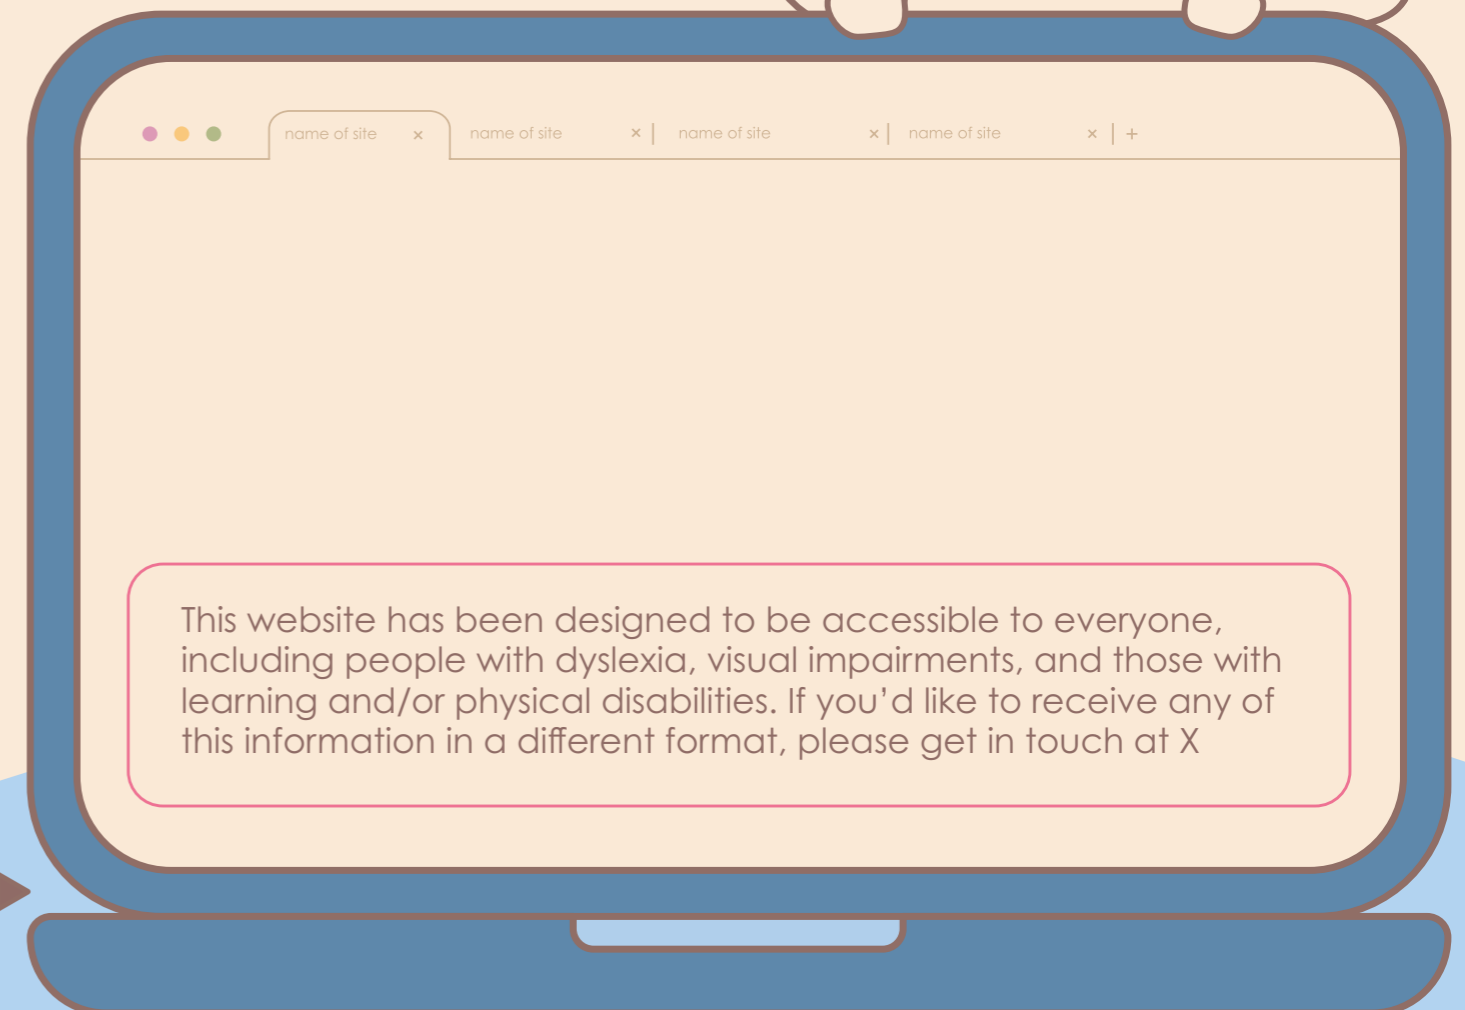 name of site × name of site × | name of site × | name of site × | +
This website has been designed to be accessible to everyone,
including people with dyslexia, visual impairments, and those with
learning and/or physical disabilities. If you’d like to receive any of
this information in a different format, please get in touch at X